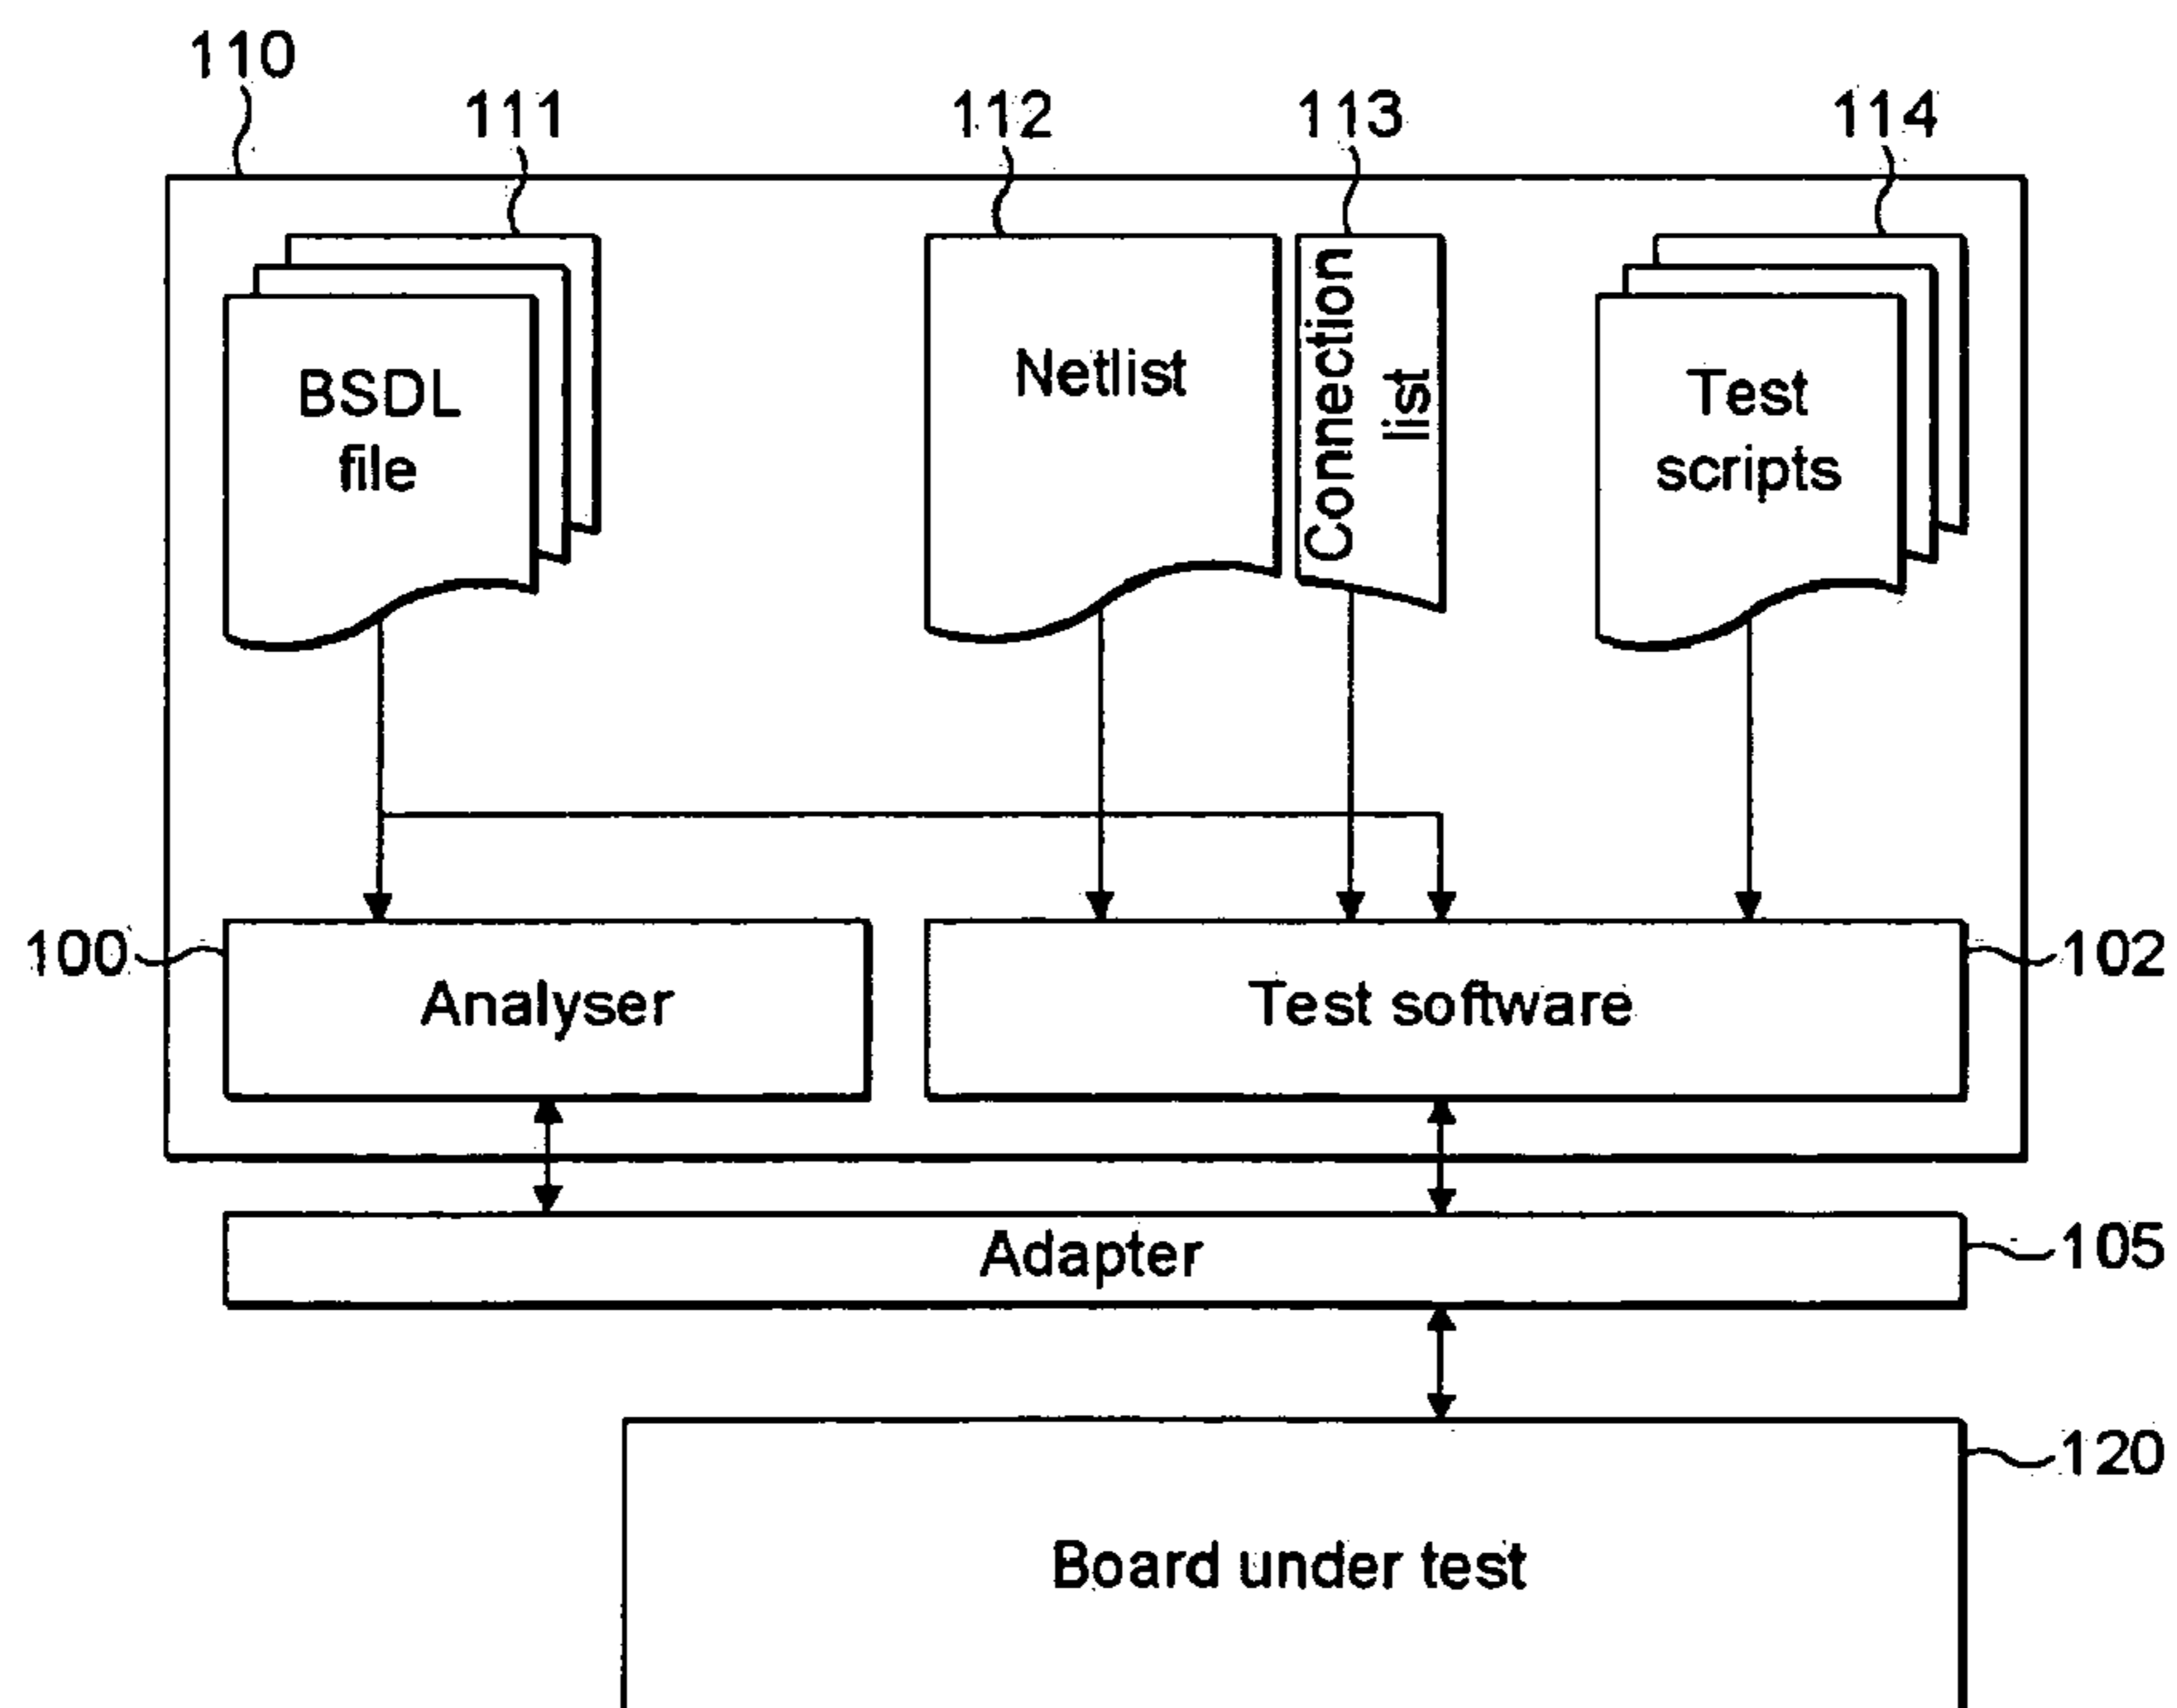 110
111
112
113
114
BSDL
file
Netlist
Connection
list
Test
scripts
100
Analyser
Test software
102
Adapter
105
120
Board under test